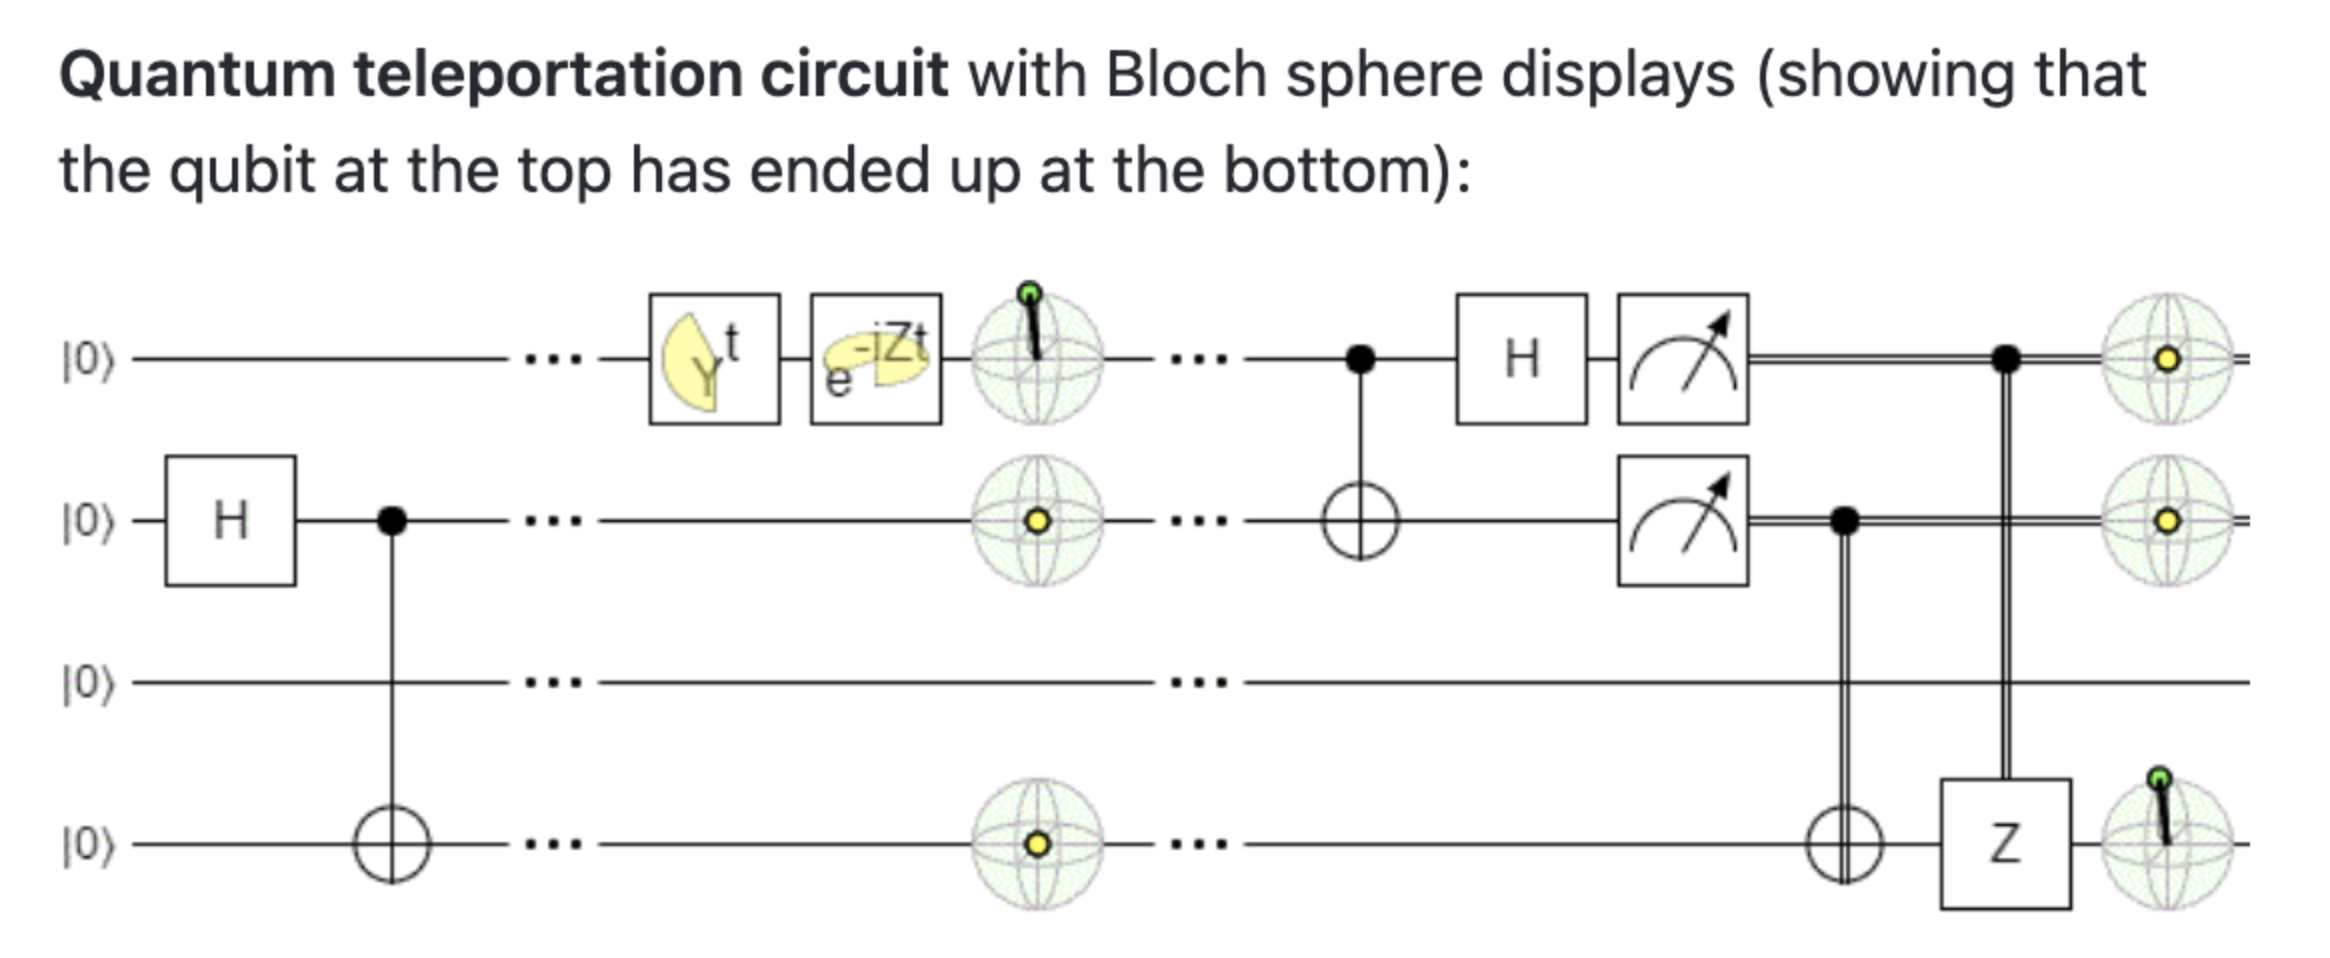 Quantum teleportation circuit with Bloch sphere displays (showing that
the qubit at the top has ended up at the bottom):
|0⟩ ... Y^t e^-iZt ... H
|0⟩ H ... ...
|0⟩ ... ...
|0⟩ ... ... Z